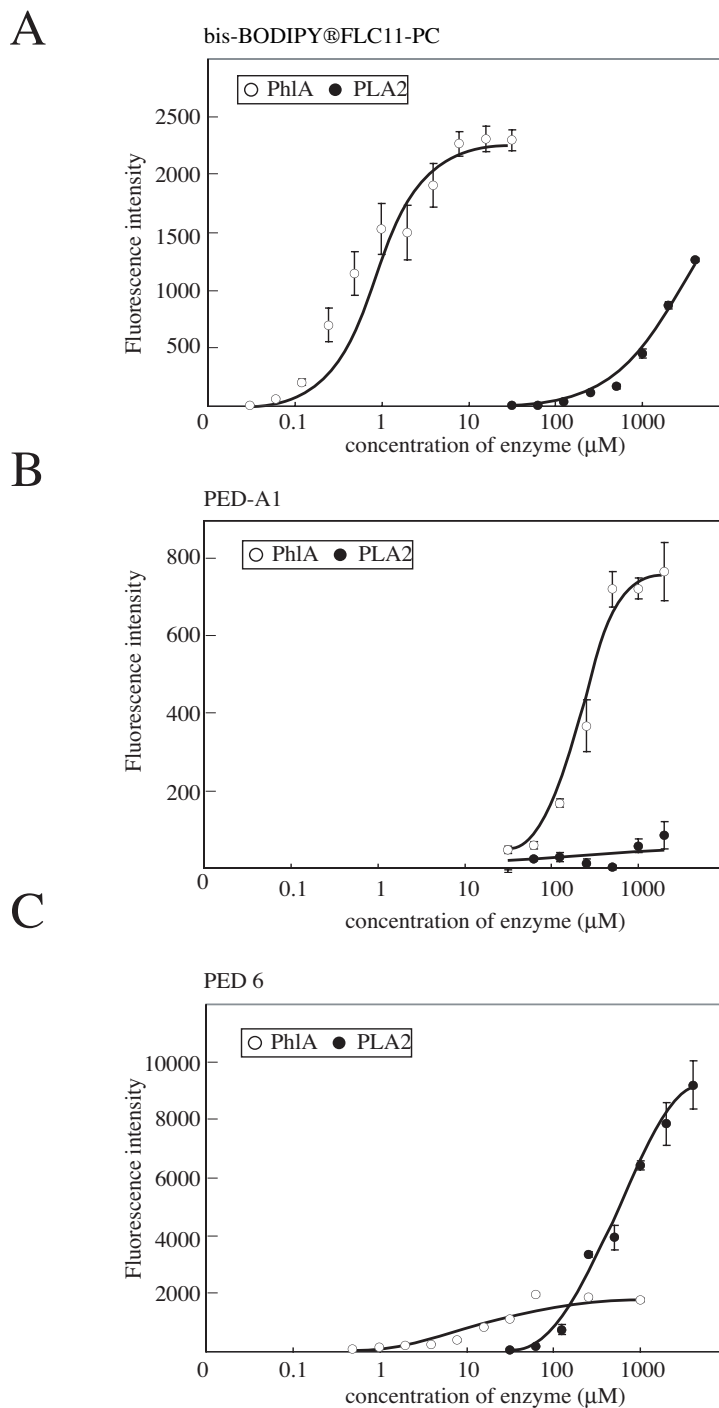 A
bis-BODIPY®FLC11-PC
PhlA PLA2
2500
2000
1500
1000
500
Fluorescence intensity
0 0.1 1 10 100 1000
concentration of enzyme (μM)
B
PED-A1
PhlA PLA2
800
600
400
200
Fluorescence intensity
0 0.1 1 10 100 1000
concentration of enzyme (μM)
C
PED 6
PhlA PLA2
10000
8000
6000
4000
2000
Fluorescence intensity
0 0.1 1 10 100 1000
concentration of enzyme (μM)